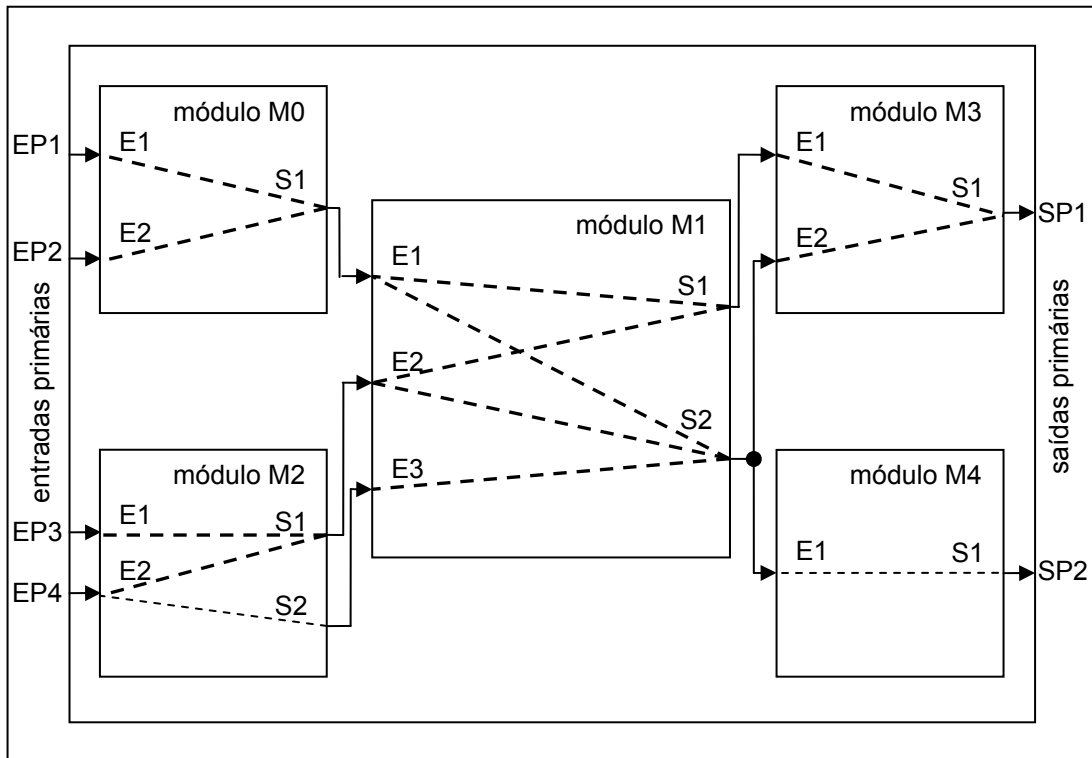 entradas primárias
EP1
EP2
EP3
EP4
módulo M0
E1
S1
E2
módulo M2
E1
S1
E2
S2
módulo M1
E1
S1
E2
S2
E3
módulo M3
E1
S1
E2
módulo M4
E1
S1
SP1
SP2
saídas primárias